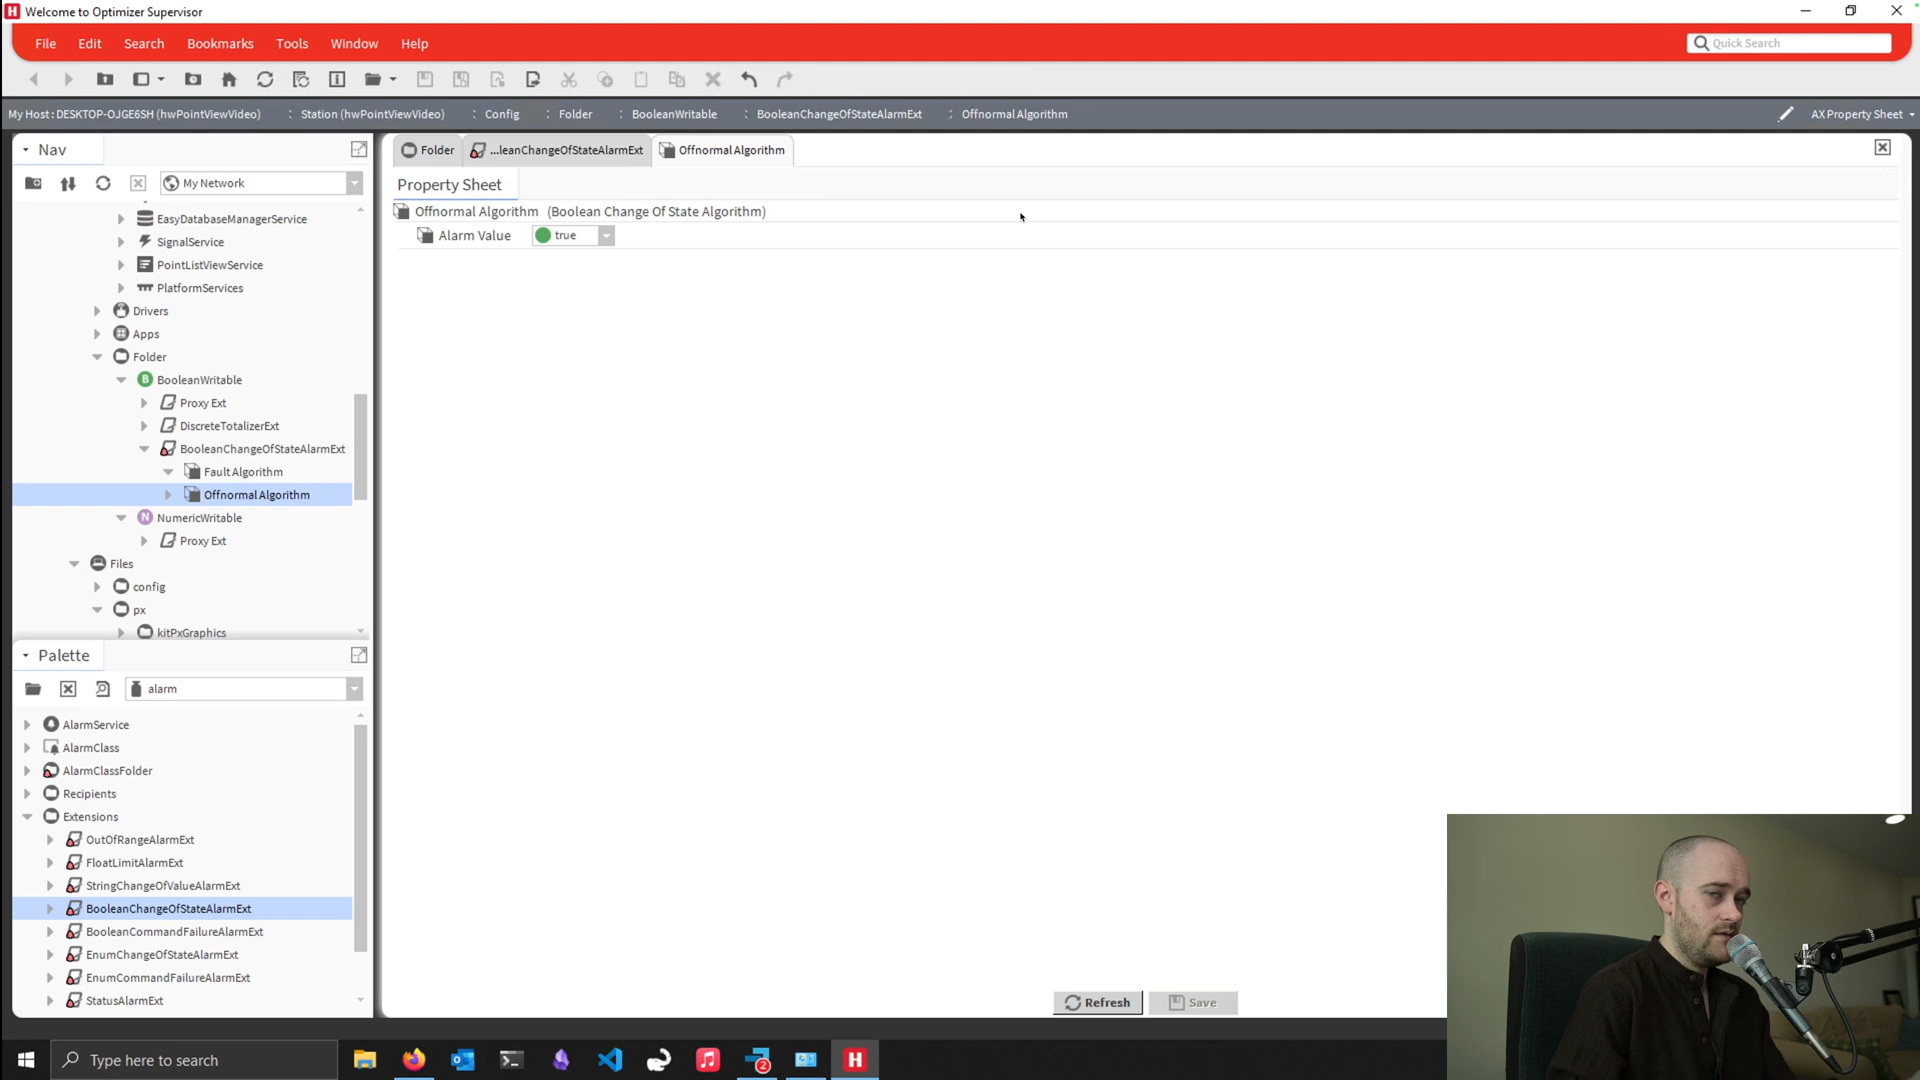 Welcome to Optimizer Supervisor
File Edit Search Bookmarks Tools Window Help
Quick Search
My Host : DESKTOP-OJGE6SH (hwPointViewVideo) : Station (hwPointViewVideo) : Config : Folder : BooleanWritable : BooleanChangeOfStateAlarmExt : Offnormal Algorithm
AX Property Sheet
Nav
My Network
EasyDatabaseManagerService
SignalService
PointListViewService
PlatformServices
Drivers
Apps
Folder
BooleanWritable
Proxy Ext
DiscreteTotalizerExt
BooleanChangeOfStateAlarmExt
Fault Algorithm
Offnormal Algorithm
NumericWritable
Proxy Ext
Files
config
px
kitPxGraphics
Palette
alarm
AlarmService
AlarmClass
AlarmClassFolder
Recipients
Extensions
OutOfRangeAlarmExt
FloatLimitAlarmExt
StringChangeOfValueAlarmExt
BooleanChangeOfStateAlarmExt
BooleanCommandFailureAlarmExt
EnumChangeOfStateAlarmExt
EnumCommandFailureAlarmExt
StatusAlarmExt
Folder ...leanChangeOfStateAlarmExt Offnormal Algorithm
Property Sheet
Offnormal Algorithm (Boolean Change Of State Algorithm)
Alarm Value true
Refresh Save
Type here to search
2